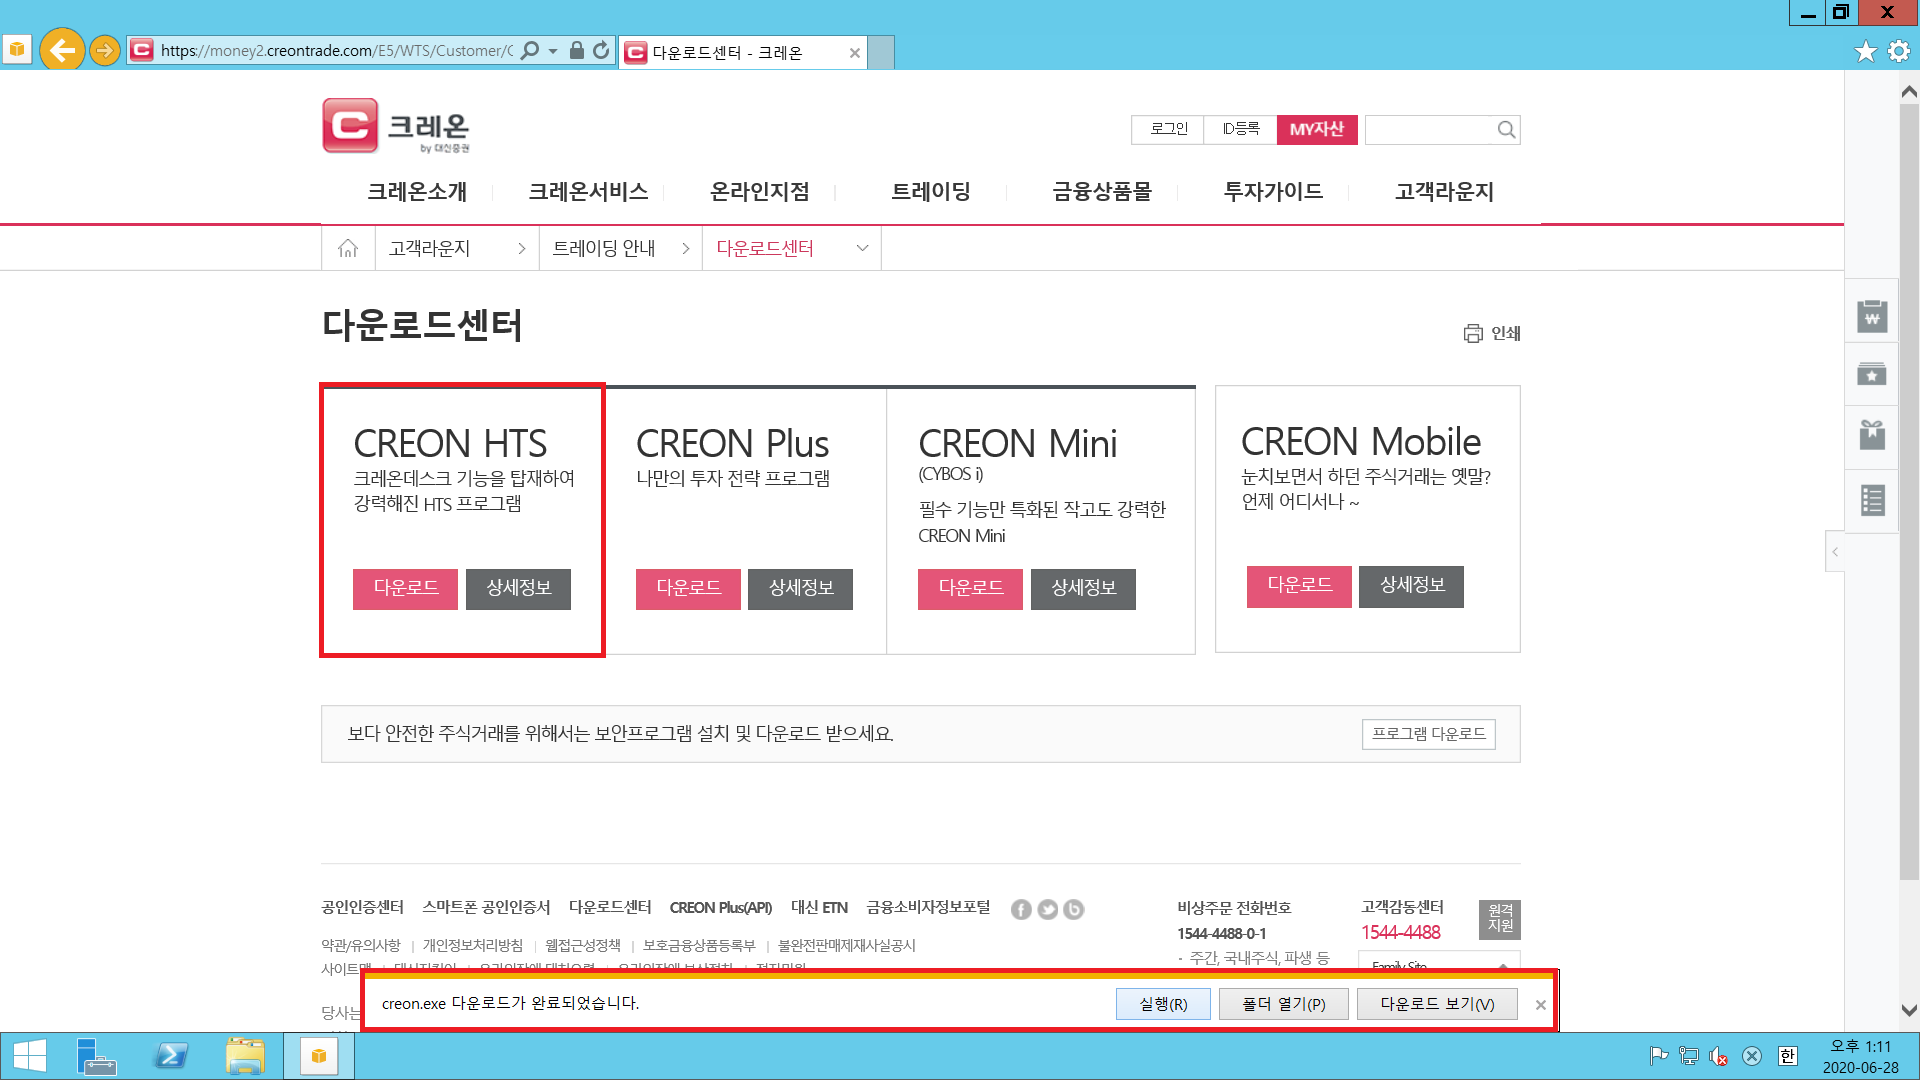 https://money2.creontrade.com/E5/WTS/Customer/C
다운로드센터 - 크레온
크레온
by 대신증권
로그인
ID등록
MY자산
크레온소개
크레온서비스
온라인지점
트레이딩
금융상품몰
투자가이드
고객라운지
고객라운지
트레이딩 안내
다운로드센터
다운로드센터
인쇄
CREON HTS
크레온데스크 기능을 탑재하여
강력해진 HTS 프로그램
다운로드
상세정보
CREON Plus
나만의 투자 전략 프로그램
다운로드
상세정보
CREON Mini
(CYBOS i)
필수 기능만 특화된 작고도 강력한
CREON Mini
다운로드
상세정보
CREON Mobile
눈치보면서 하던 주식거래는 옛말?
언제 어디서나 ~
다운로드
상세정보
보다 안전한 주식거래를 위해서는 보안프로그램 설치 및 다운로드 받으세요.
프로그램 다운로드
공인인증센터 스마트폰 공인인증서 다운로드센터 CREON Plus(API) 대신 ETN 금융소비자정보포털
약관/유의사항 | 개인정보처리방침 | 웹접근성정책 | 보호금융상품등록부 | 불완전판매제재사실공시
사이트맵
당사는
비상주문 전화번호
1544-4488-0-1
- 주간, 국내주식, 파생 등
고객감동센터
1544-4488
원격
지원
Family Site
creon.exe 다운로드가 완료되었습니다.
실행(R)
폴더 열기(P)
다운로드 보기(V)
한
오후 1:11
2020-06-28